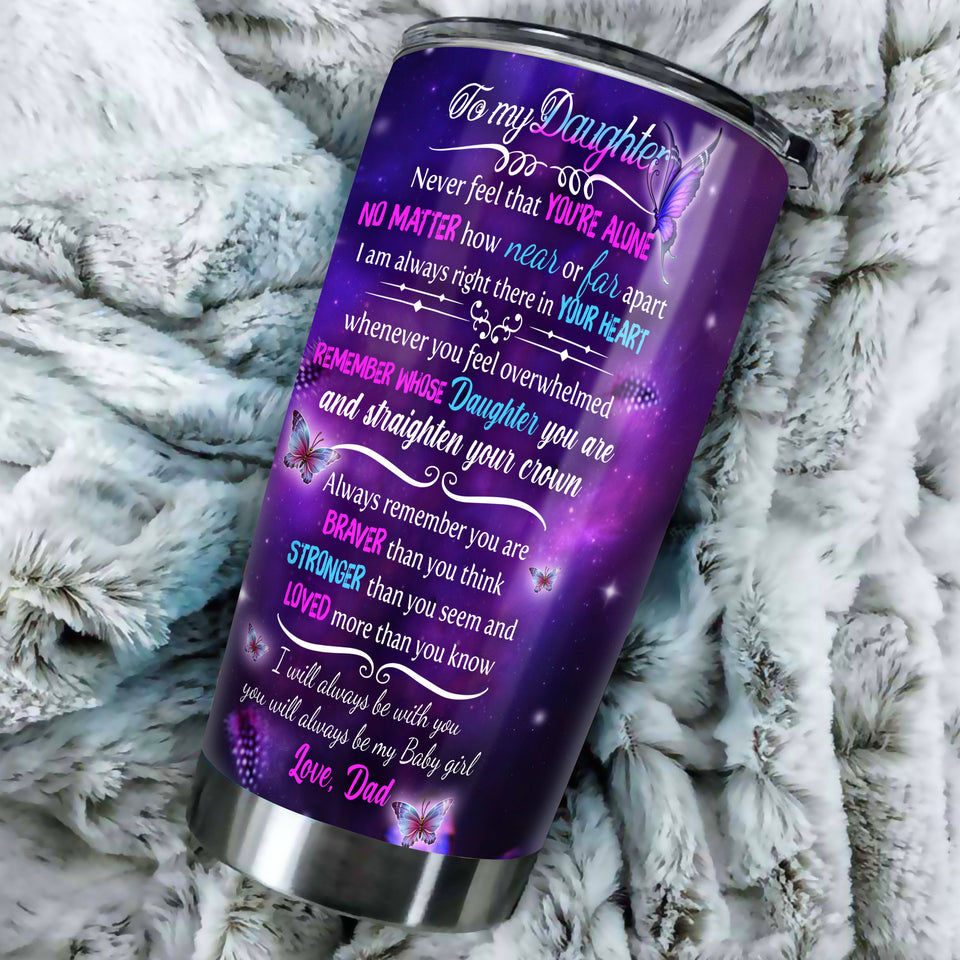 To my Daughter
Never feel that YOU'RE ALONE
NO MATTER how near or far apart
I am always right there in YOUR HEART
whenever you feel overwhelmed
REMEMBER WHOSE Daughter you are
and straighten your crown
Always remember you are
BRAVER than you think
STRONGER than you seem and
LOVED more than you know
I will always be with you
you will always be my Baby girl
Love, Dad